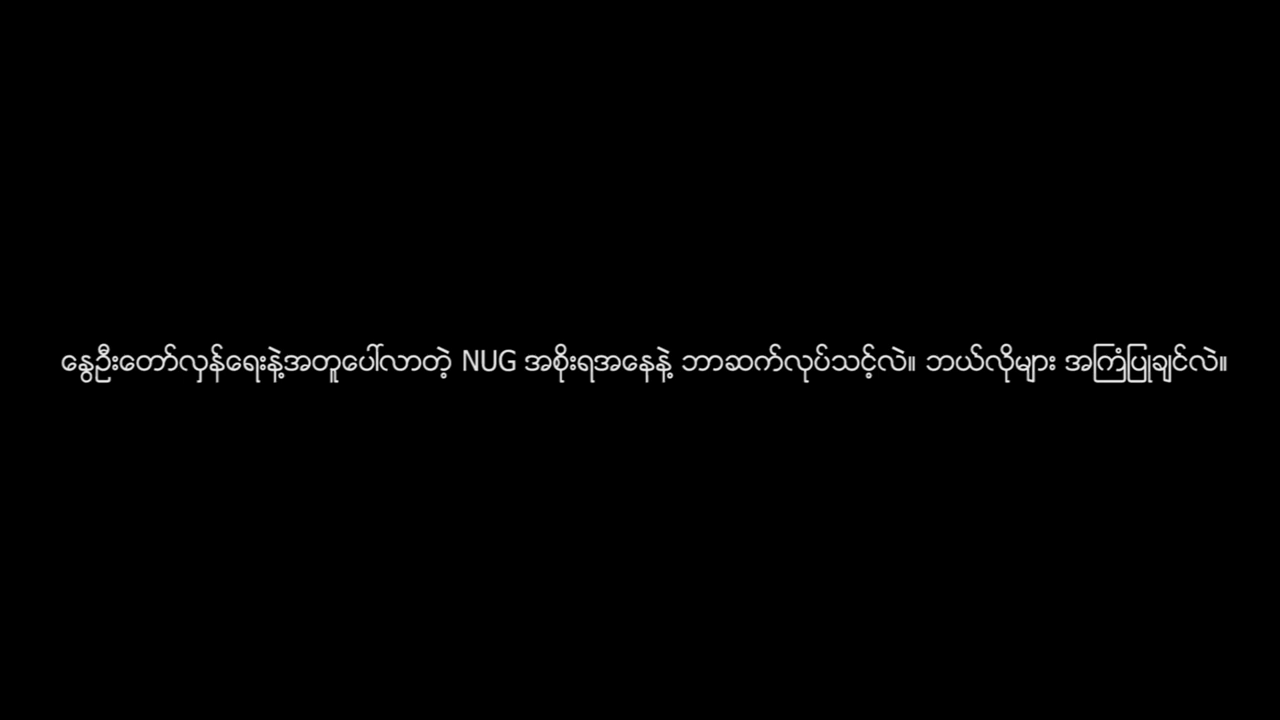 နွေဦးတော်လှန်ရေးနဲ့အတူပေါ်လာတဲ့ NUG အစိုးရအနေနဲ့ ဘာဆက်လုပ်သင့်လဲ။ ဘယ်လိုများ အကြံပြုချင်လဲ။